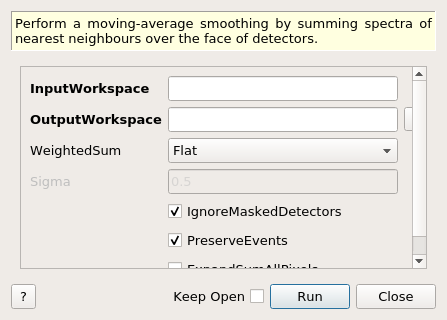 Perform a moving-average smoothing by summing spectra of
nearest neighbours over the face of detectors.
InputWorkspace
OutputWorkspace
WeightedSum Flat
Sigma 0.5
IgnoreMaskedDetectors
PreserveEvents
ExpandSumAllPixels
? Keep Open Run Close